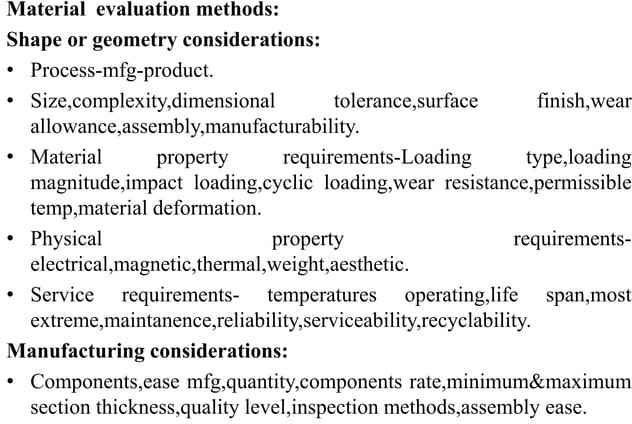 Material evaluation methods:
Shape or geometry considerations:
• Process-mfg-product.
• Size,complexity,dimensional tolerance,surface finish,wear
allowance,assembly,manufacturability.
• Material property requirements-Loading type,loading
magnitude,impact loading,cyclic loading,wear resistance,permissible
temp,material deformation.
• Physical property requirements-
electrical,magnetic,thermal,weight,aesthetic.
• Service requirements- temperatures operating,life span,most
extreme,maintanence,reliability,serviceability,recyclability.
Manufacturing considerations:
• Components,ease mfg,quantity,components rate,minimum&maximum
section thickness,quality level,inspection methods,assembly ease.